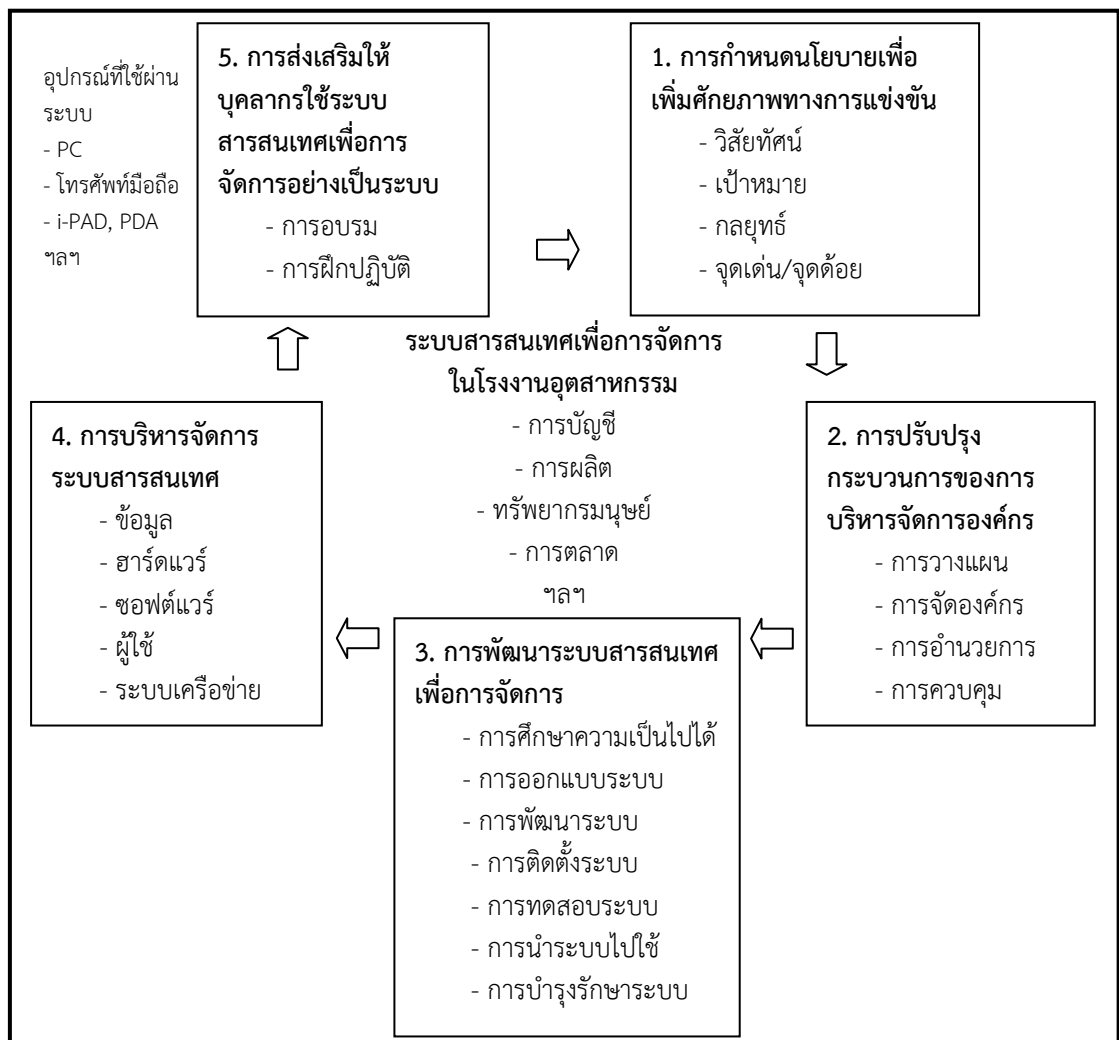 อุปกรณ์ที่ใช้ผ่าน
ระบบ
- PC
- โทรศัพท์มือถือ
- i-PAD, PDA
ฯลฯ
5. การส่งเสริมให้
บุคลากรใช้ระบบ
สารสนเทศเพื่อการ
จัดการอย่างเป็นระบบ
- การอบรม
- การฝึกปฏิบัติ
1. การกำหนดนโยบายเพื่อ
เพิ่มศักยภาพทางการแข่งขัน
- วิสัยทัศน์
- เป้าหมาย
- กลยุทธ์
- จุดเด่น/จุดด้อย
ระบบสารสนเทศเพื่อการจัดการ
ในโรงงานอุตสาหกรรม
- การบัญชี
- การผลิต
- ทรัพยากรมนุษย์
- การตลาด
ฯลฯ
4. การบริหารจัดการ
ระบบสารสนเทศ
- ข้อมูล
- ฮาร์ดแวร์
- ซอฟต์แวร์
- ผู้ใช้
- ระบบเครือข่าย
2. การปรับปรุง
กระบวนการของการ
บริหารจัดการองค์กร
- การวางแผน
- การจัดองค์กร
- การอำนวยการ
- การควบคุม
3. การพัฒนาระบบสารสนเทศ
เพื่อการจัดการ
- การศึกษาความเป็นไปได้
- การออกแบบระบบ
- การพัฒนาระบบ
- การติดตั้งระบบ
- การทดสอบระบบ
- การนำระบบไปใช้
- การบำรุงรักษาระบบ